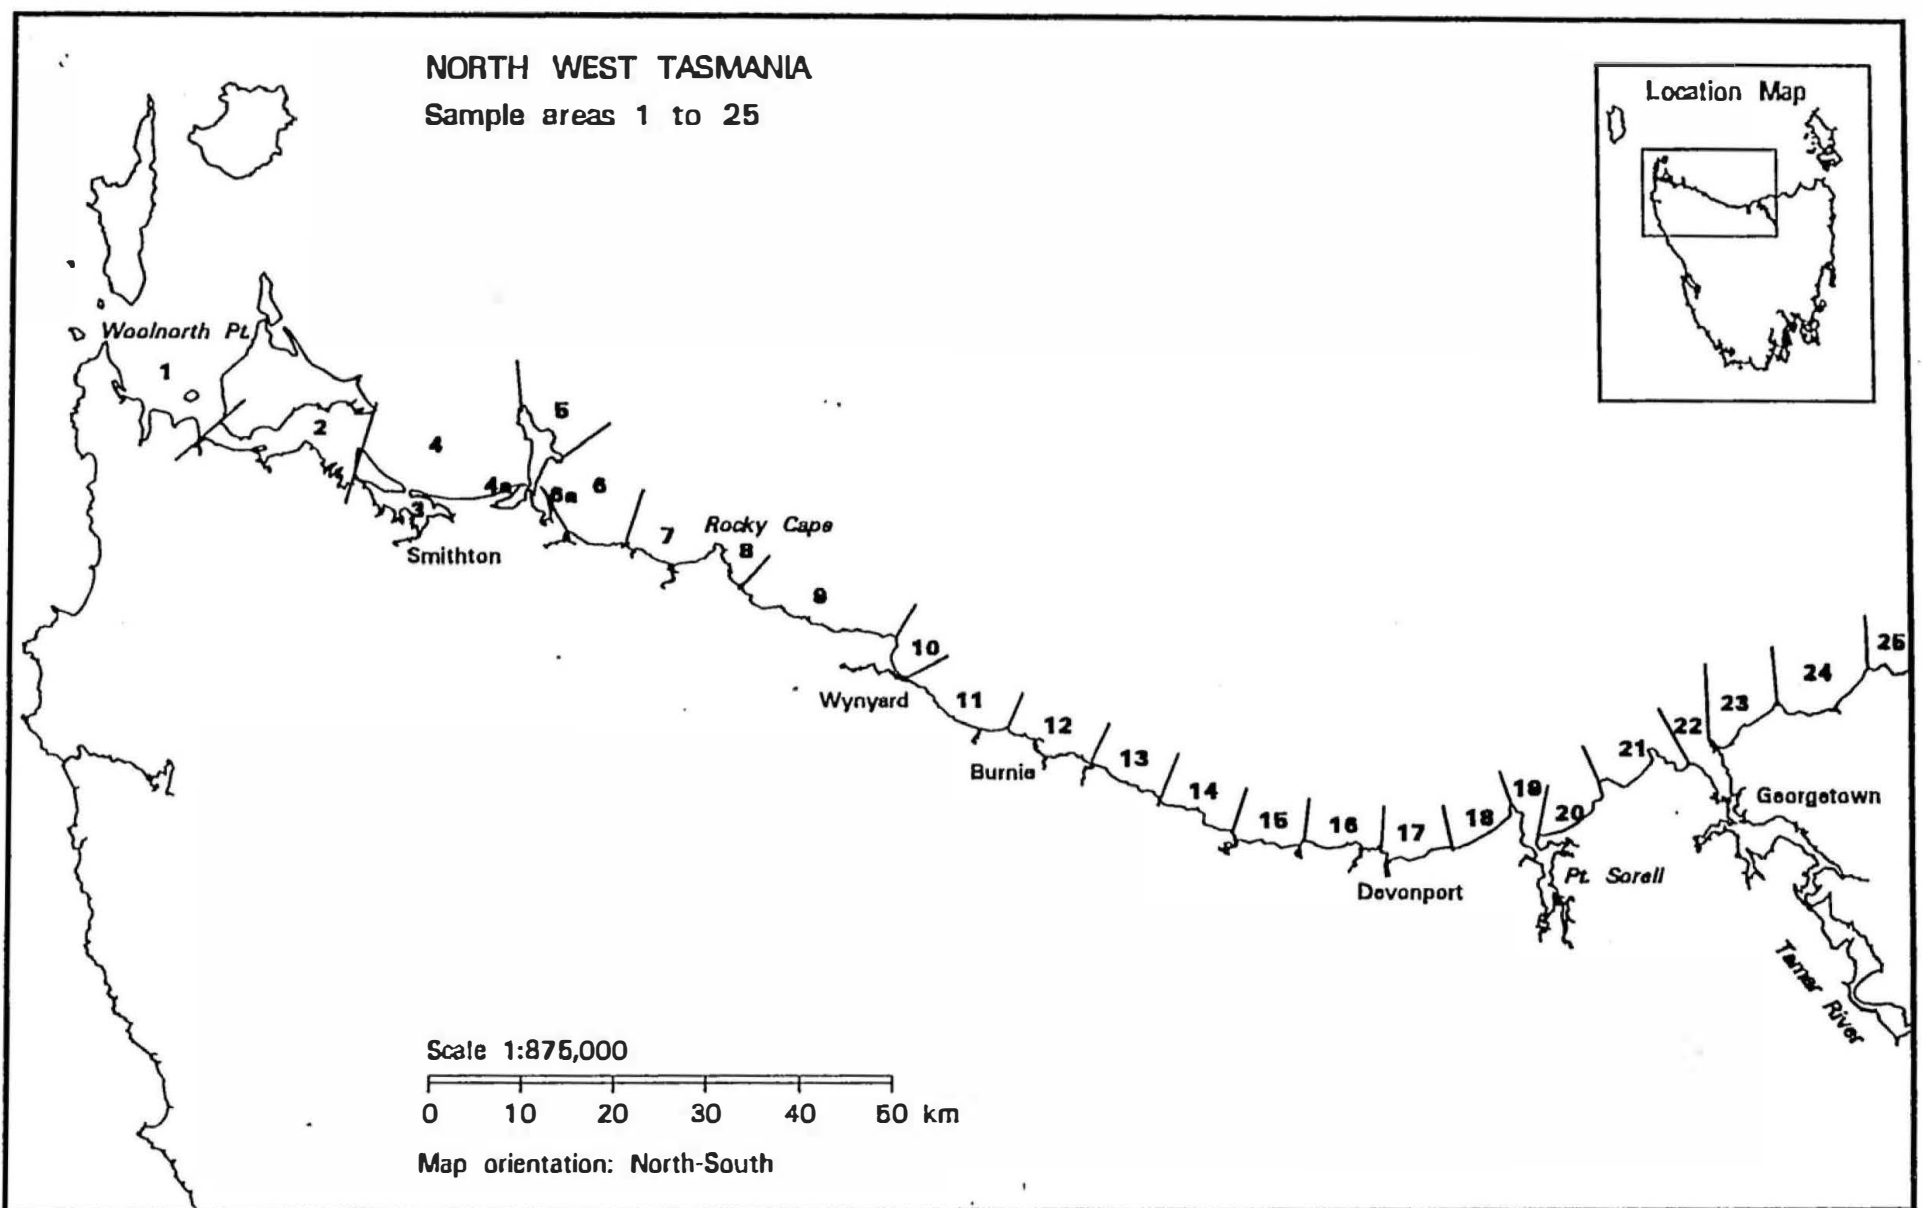 NORTH WEST TASMANIA
Sample areas 1 to 25
Location Map
Woolnorth Pt.
1
2
3
4
4a
5
6a
6
7
Rocky Cape
8
9
10
11
12
13
14
15
16
17
18
19
20
21
22
23
24
25
Smithton
Wynyard
Burnie
Devonport
Pt. Sorell
Georgetown
Tamar River
Scale 1:875,000
0 10 20 30 40 50 km
Map orientation: North-South